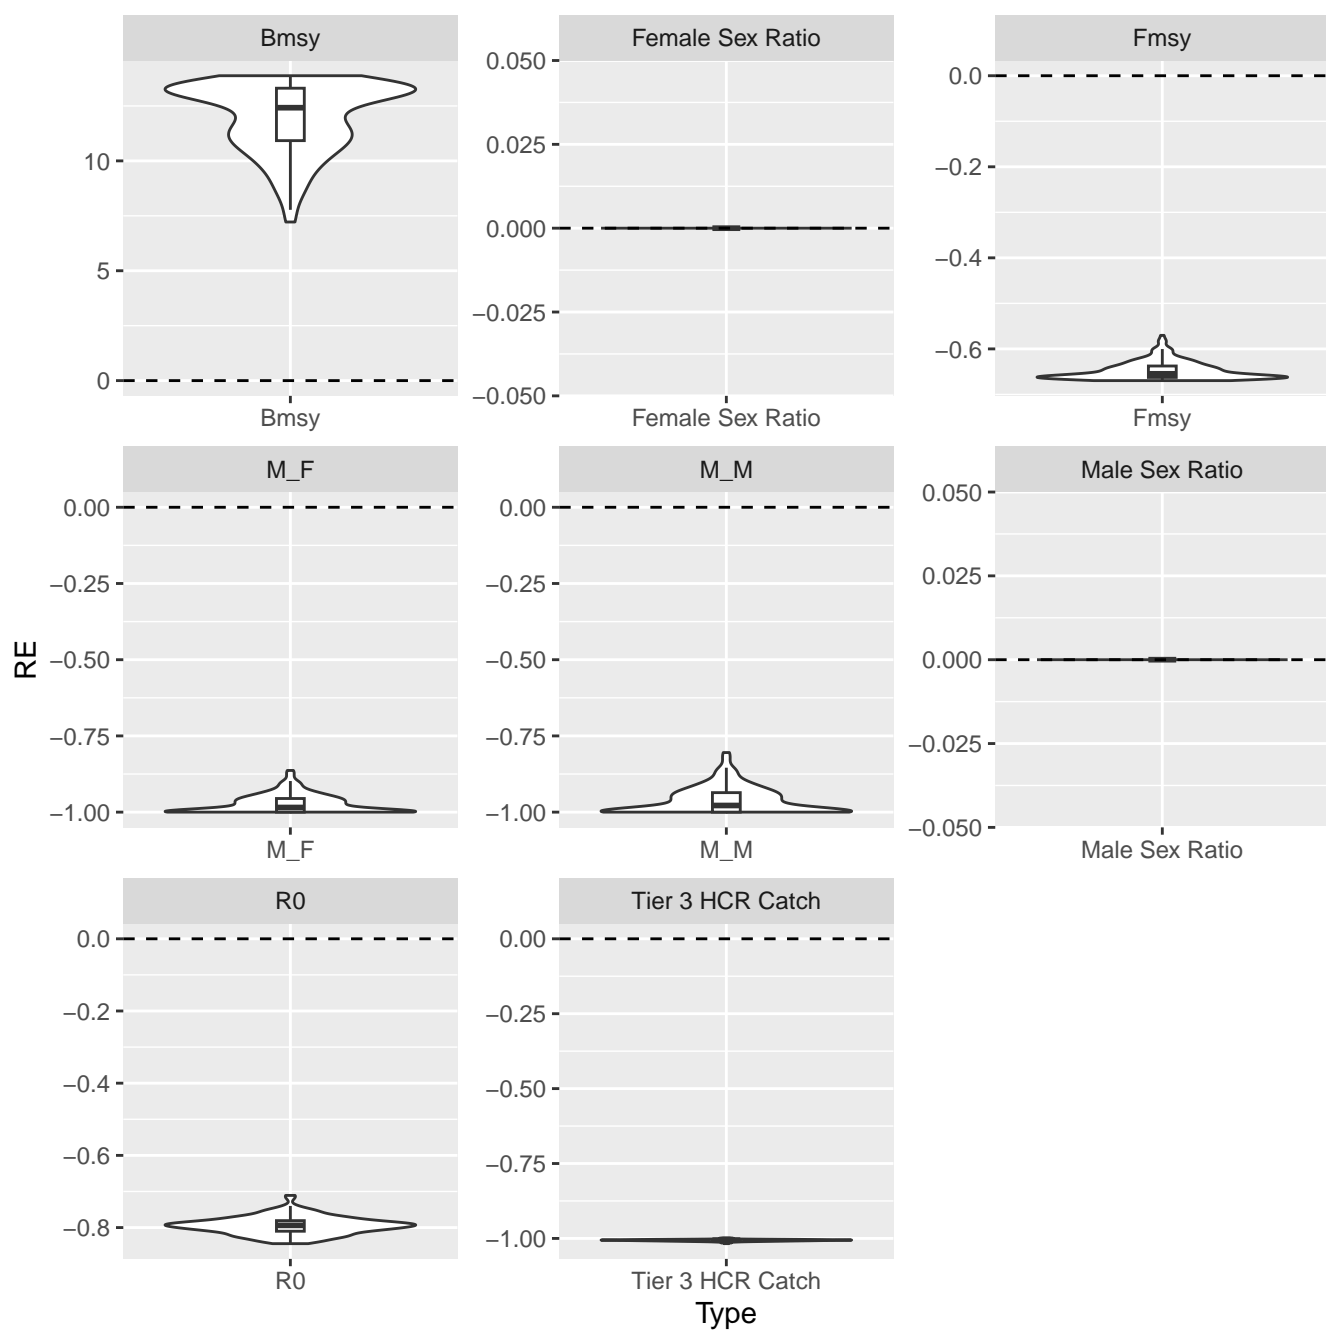 Bmsy
Female Sex Ratio
Fmsy
10
5
0
Bmsy
0.050
0.025
0.000
−0.025
−0.050
Female Sex Ratio
0.0
−0.2
−0.4
−0.6
Fmsy
M_F
M_M
Male Sex Ratio
RE
0.00
−0.25
−0.50
−0.75
−1.00
M_F
0.00
−0.25
−0.50
−0.75
−1.00
M_M
0.050
0.025
0.000
−0.025
−0.050
Male Sex Ratio
R0
Tier 3 HCR Catch
0.0
−0.2
−0.4
−0.6
−0.8
R0
0.00
−0.25
−0.50
−0.75
−1.00
Tier 3 HCR Catch
Type